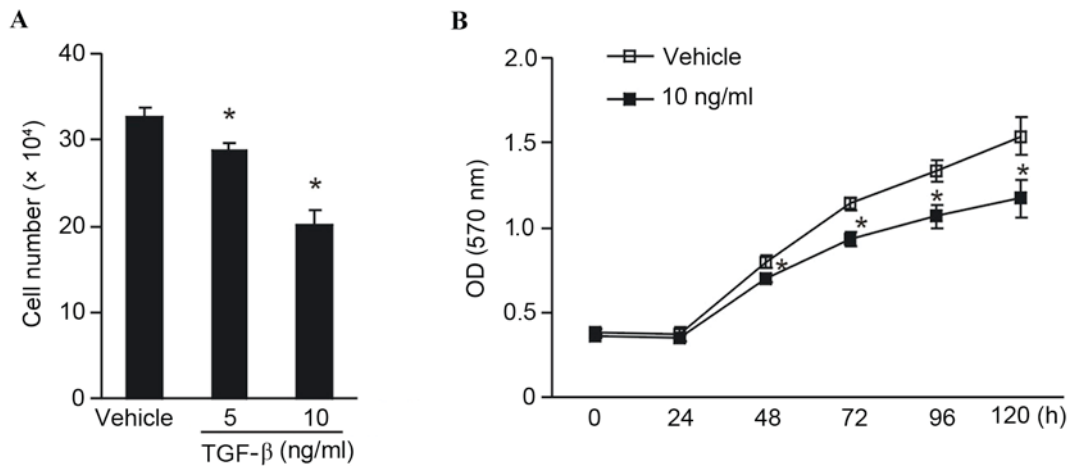 A
Cell number (× 10⁴)
40
30
20
10
0
*
*
Vehicle
5
10
TGF-β (ng/ml)
B
OD (570 nm)
2.0
1.5
1.0
0.5
0
Vehicle
10 ng/ml
*
*
*
*
0 24 48 72 96 120 (h)